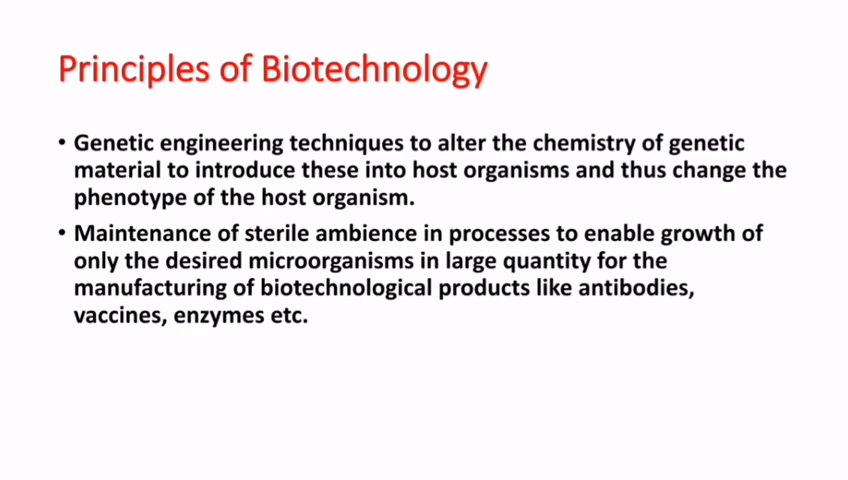 Principles of Biotechnology
• Genetic engineering techniques to alter the chemistry of genetic
material to introduce these into host organisms and thus change the
phenotype of the host organism.
• Maintenance of sterile ambience in processes to enable growth of
only the desired microorganisms in large quantity for the
manufacturing of biotechnological products like antibodies,
vaccines, enzymes etc.